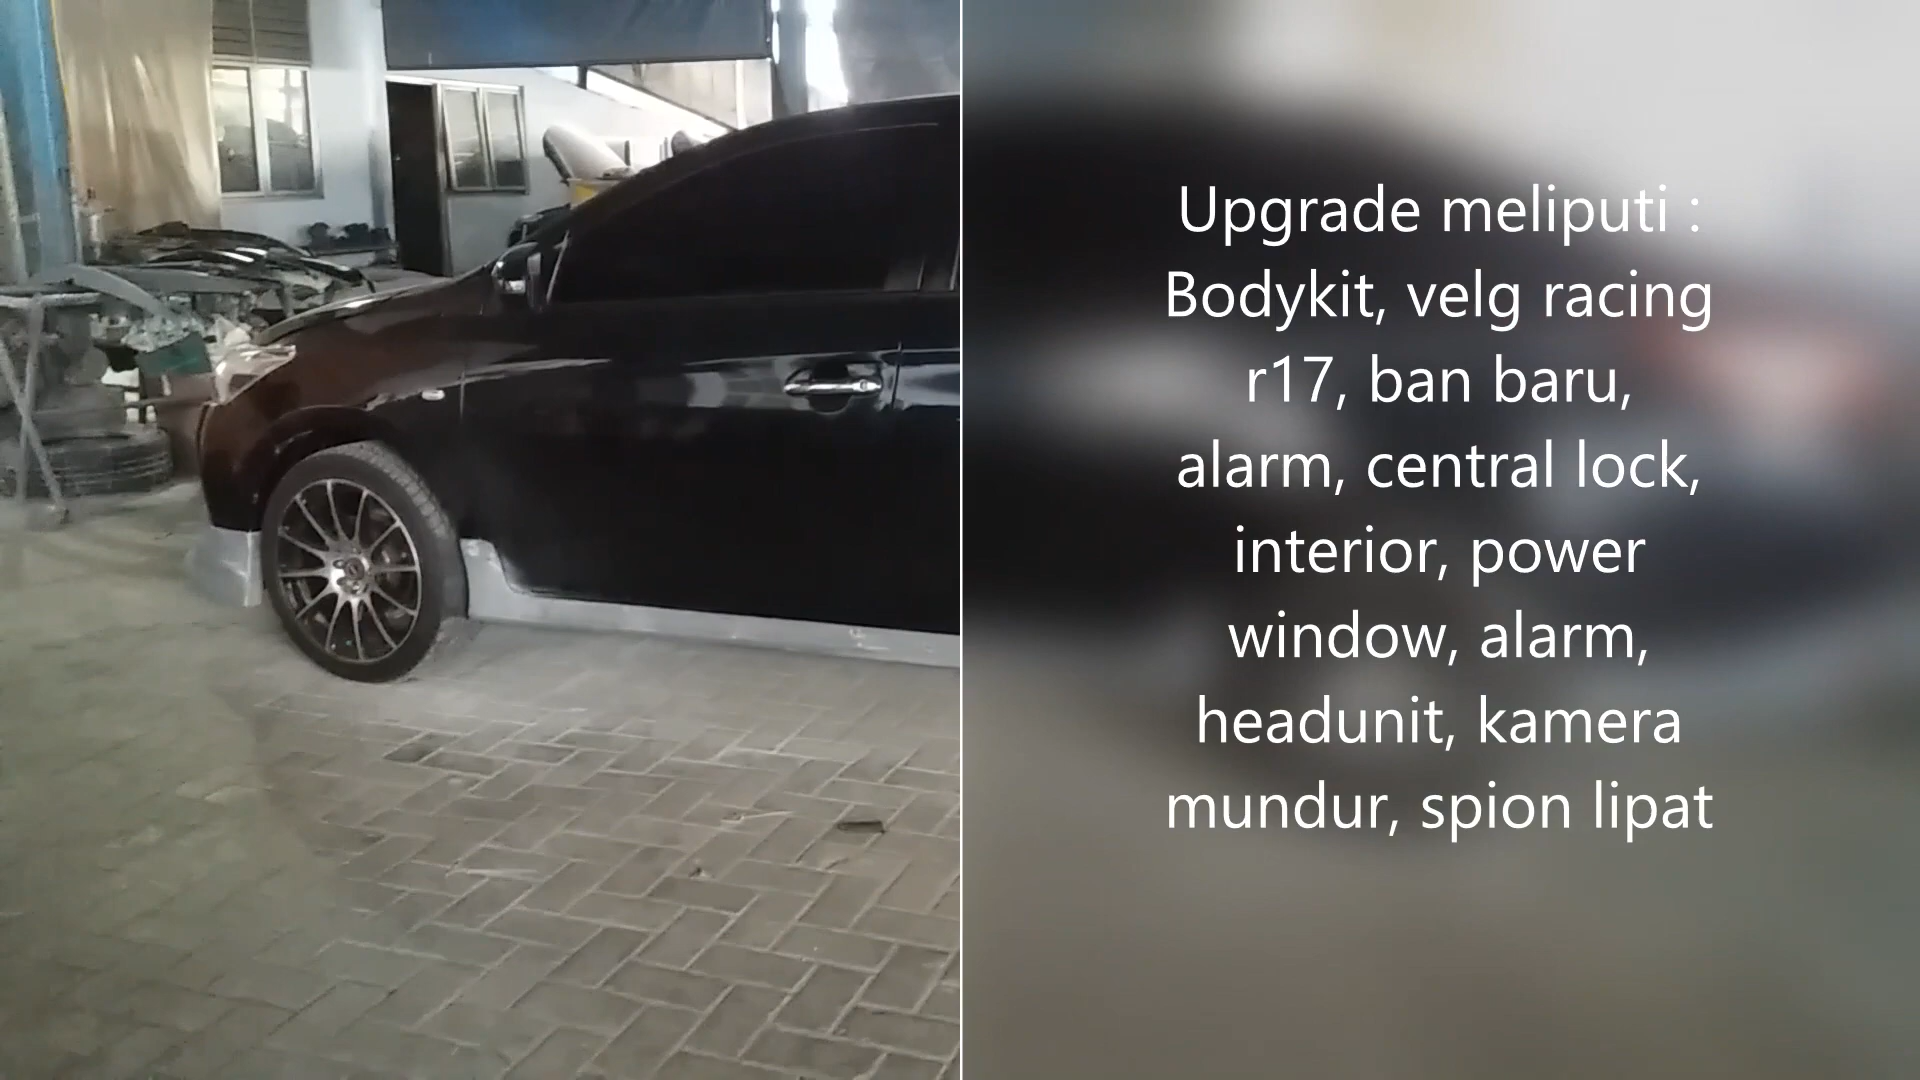 Upgrade meliputi :
Bodykit, velg racing
r17, ban baru,
alarm, central lock,
interior, power
window, alarm,
headunit, kamera
mundur, spion lipat